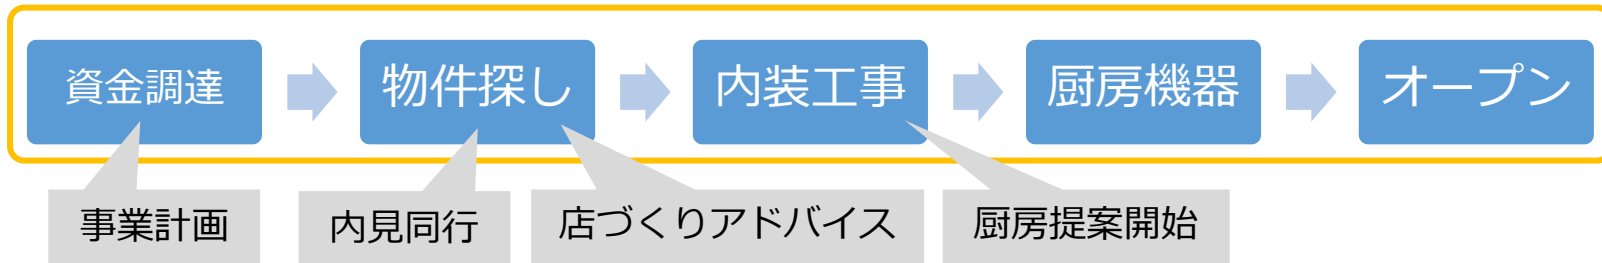 資金調達
物件探し
内装工事
厨房機器
オープン
事業計画
内見同行
店づくりアドバイス
厨房提案開始